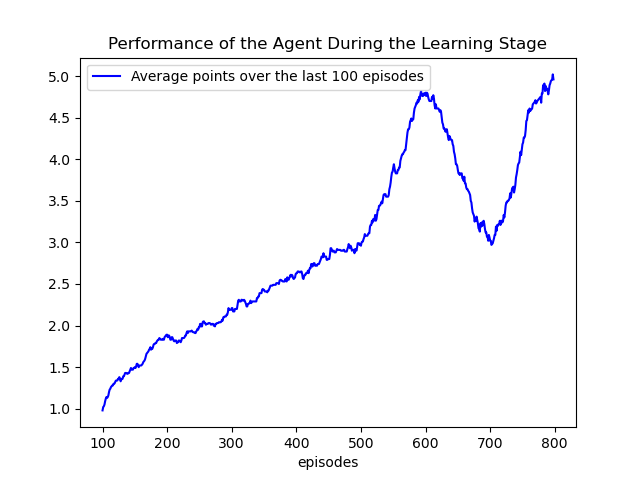 Performance of the Agent During the Learning Stage
Average points over the last 100 episodes
5.0
4.5
4.0
3.5
3.0
2.5
2.0
1.5
1.0
100 200 300 400 500 600 700 800
episodes